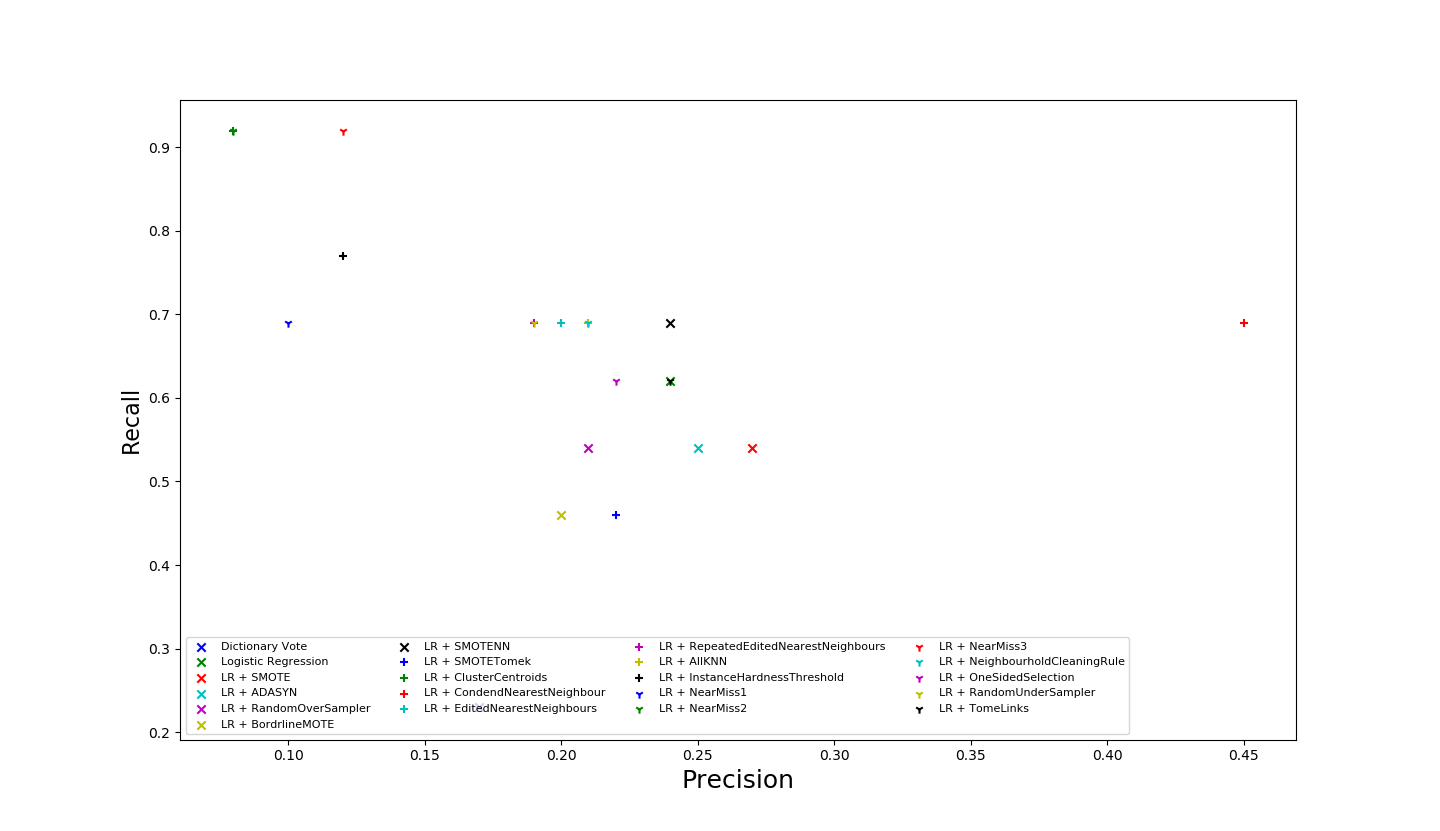 0.9
0.8
0.7
0.6
0.5
0.4
0.3
0.2
Recall
Dictionary Vote
Logistic Regression
LR + SMOTE
LR + ADASYN
LR + RandomOverSampler
LR + BordrlineMOTE
LR + SMOTENN
LR + SMOTETomek
LR + ClusterCentroids
LR + CondendNearestNeighbour
LR + EditedNearestNeighbours
LR + RepeatedEditedNearestNeighbours
LR + AllKNN
LR + InstanceHardnessThreshold
LR + NearMiss1
LR + NearMiss2
LR + NearMiss3
LR + NeighbourholdCleaningRule
LR + OneSidedSelection
LR + RandomUnderSampler
LR + TomeLinks
0.10 0.15 0.20 0.25 0.30 0.35 0.40 0.45
Precision